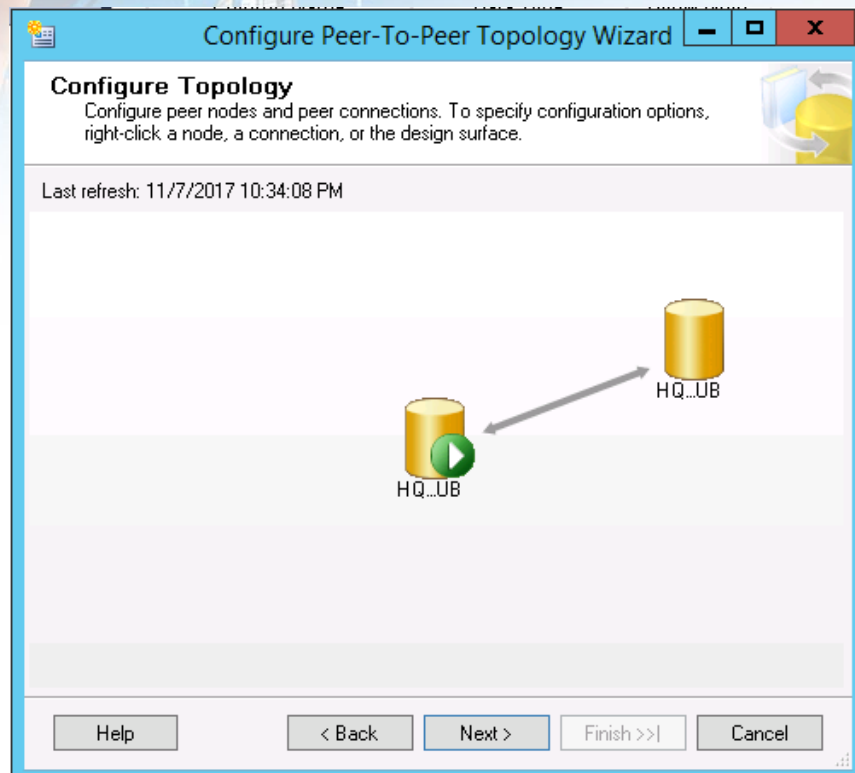 Configure Peer-To-Peer Topology Wizard
Configure Topology
Configure peer nodes and peer connections. To specify configuration options,
right-click a node, a connection, or the design surface.
Last refresh: 11/7/2017 10:34:08 PM
HQ...UB
HQ...UB
Help
< Back
Next >
Finish >>|
Cancel